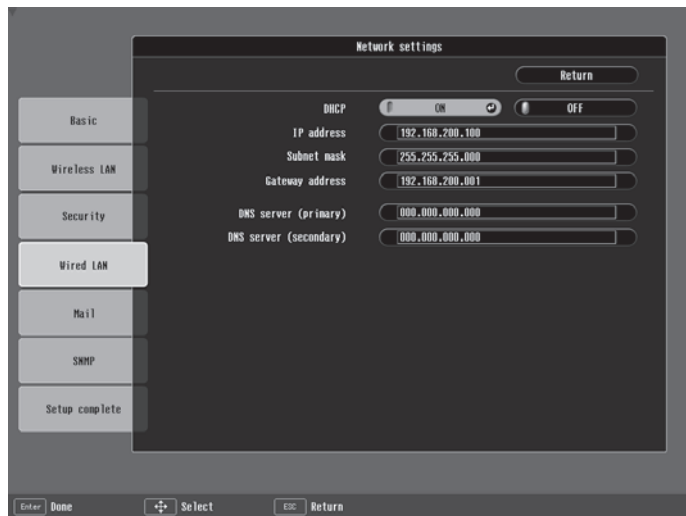 Network settings
Return
Basic
Wireless LAN
Security
Wired LAN
Mail
SNMP
Setup complete
DHCP ON OFF
IP address 192.168.200.100
Subnet mask 255.255.255.000
Gateway address 192.168.200.001
DNS server (primary) 000.000.000.000
DNS server (secondary) 000.000.000.000
Enter Done Select ESC Return